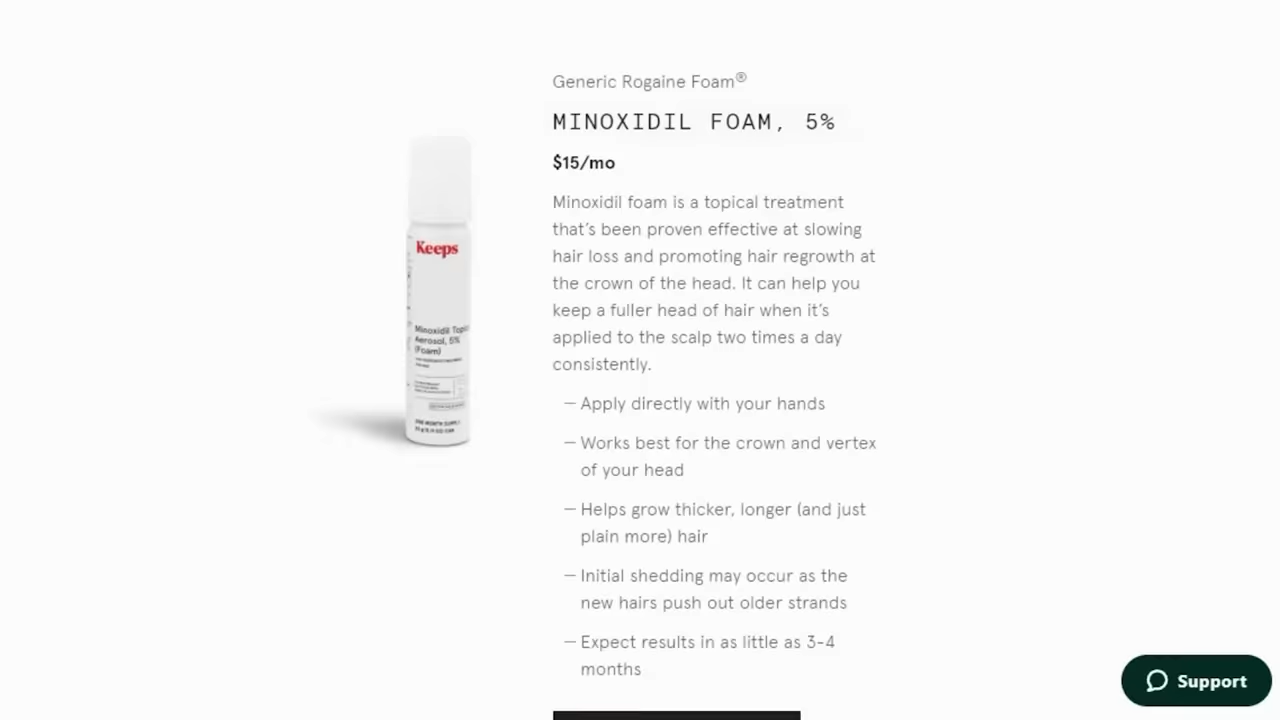 Generic Rogaine Foam®
MINOXIDIL FOAM, 5%
$15/mo
Minoxidil foam is a topical treatment
that's been proven effective at slowing
hair loss and promoting hair regrowth at
the crown of the head. It can help you
keep a fuller head of hair when it's
applied to the scalp two times a day
consistently.
— Apply directly with your hands
— Works best for the crown and vertex
of your head
— Helps grow thicker, longer (and just
plain more) hair
— Initial shedding may occur as the
new hairs push out older strands
— Expect results in as little as 3-4
months
Keeps
Minoxidil Topic
Aerosol, 5%
(Foam)
Support